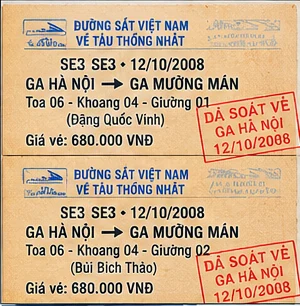 ĐƯỜNG SẮT VIỆT NAM
VÉ TÀU THỐNG NHẤT
SE3 SE3 • 12/10/2008
GA HÀ NỘI → GA MƯỜNG MÁN
Toa 06 - Khoang 04 - Giường 01
(Đặng Quốc Vinh)
Giá vé: 680.000 VNĐ
DÃ SOÁT VÉ
GA HÀ NỘI
12/10/2008
ĐƯỜNG SẮT VIỆT NAM
VÉ TÀU THỐNG NHẤT
SE3 SE3 • 12/10/2008
GA HÀ NỘI → GA MƯỜNG MÁN
Toa 06 - Khoang 04 - Giường 02
(Bùi Bich Thảo)
Giá vé: 680.000 VNĐ
DÃ SOÁT VÉ
GA HÀ NỘI
12/10/2008